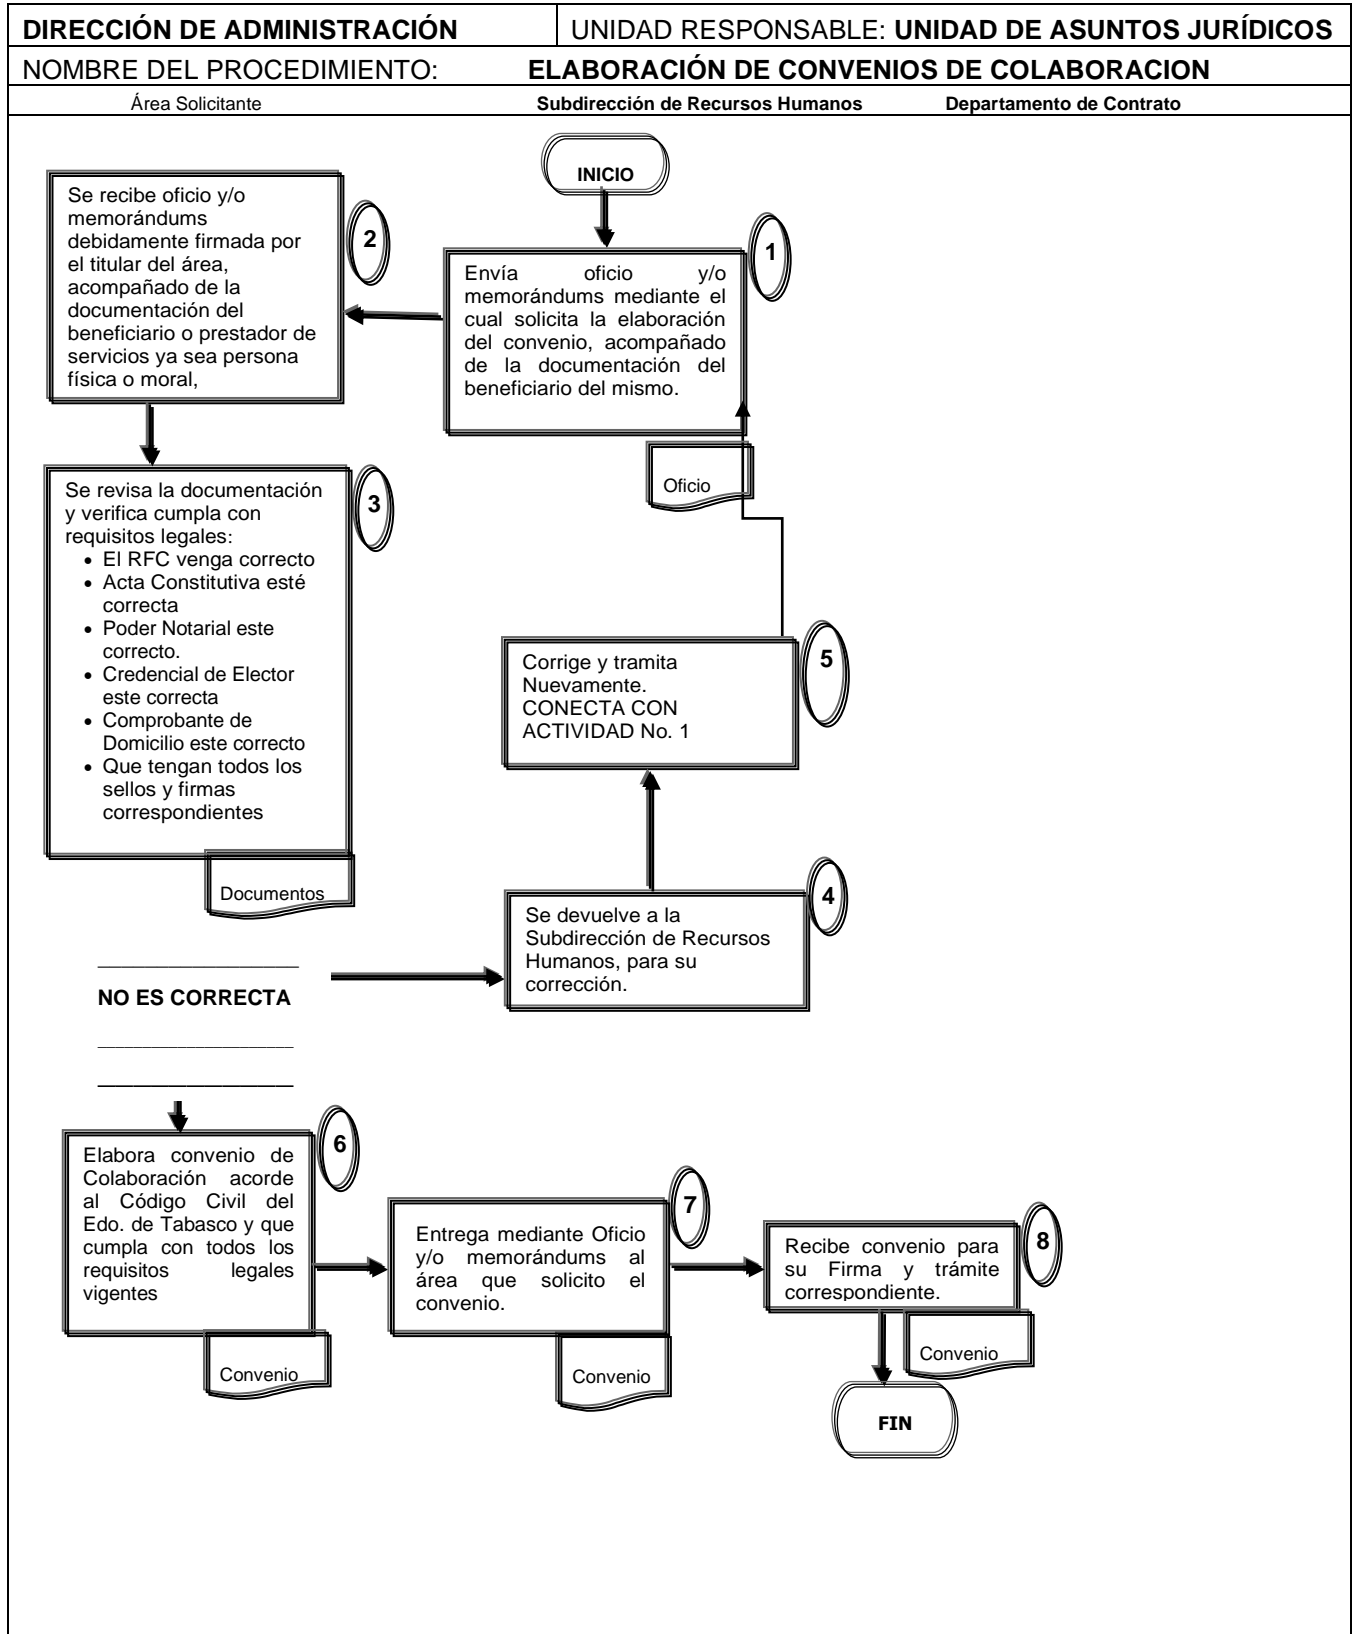 DIRECCIÓN DE ADMINISTRACIÓN
UNIDAD RESPONSABLE: UNIDAD DE ASUNTOS JURÍDICOS
NOMBRE DEL PROCEDIMIENTO: ELABORACIÓN DE CONVENIOS DE COLABORACION
Área Solicitante
Subdirección de Recursos Humanos
Departamento de Contrato
INICIO
1
Envía oficio y/o
memorándums mediante el
cual solicita la elaboración
del convenio, acompañado
de la documentación del
beneficiario del mismo.
Oficio
2
Se recibe oficio y/o
memorándums
debidamente firmada por
el titular del área,
acompañado de la
documentación del
beneficiario o prestador de
servicios ya sea persona
física o moral,
3
Se revisa la documentación
y verifica cumpla con
requisitos legales:
• El RFC venga correcto
• Acta Constitutiva esté
correcta
• Poder Notarial este
correcto.
• Credencial de Elector
este correcta
• Comprobante de
Domicilio este correcto
• Que tengan todos los
sellos y firmas
correspondientes
Documentos
NO ES CORRECTA
4
Se devuelve a la
Subdirección de Recursos
Humanos, para su
corrección.
5
Corrige y tramita
Nuevamente.
CONECTA CON
ACTIVIDAD No. 1
6
Elabora convenio de
Colaboración acorde
al Código Civil del
Edo. de Tabasco y que
cumpla con todos los
requisitos legales
vigentes
Convenio
7
Entrega mediante Oficio
y/o memorándums al
área que solicito el
convenio.
Convenio
8
Recibe convenio para
su Firma y trámite
correspondiente.
Convenio
FIN